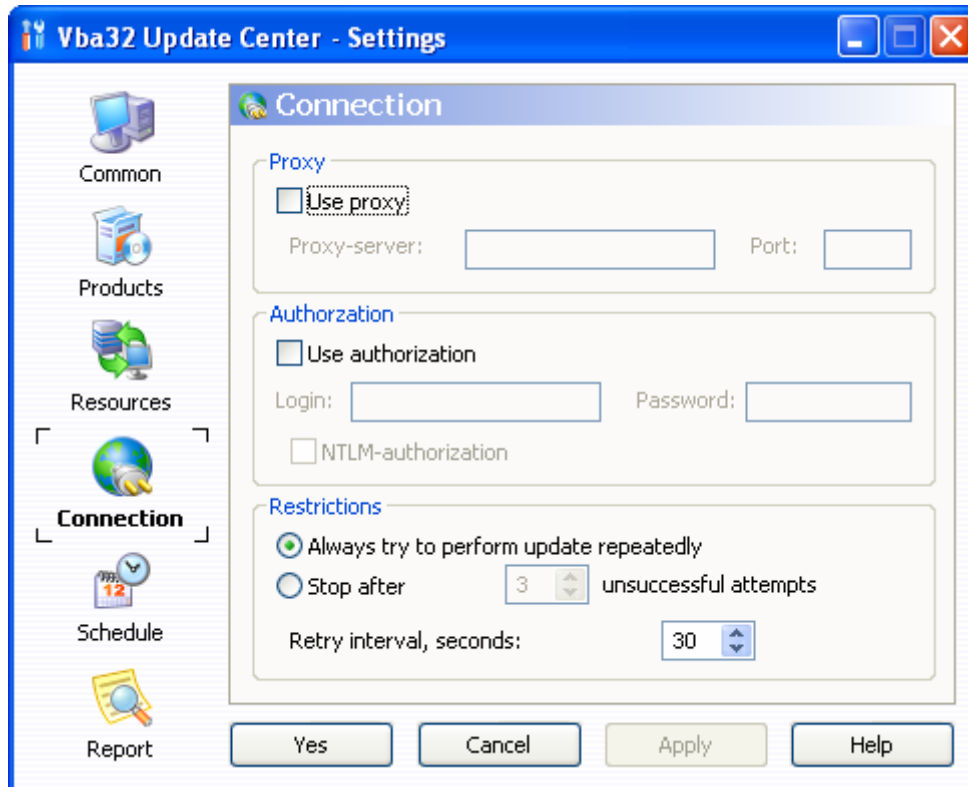 Vba32 Update Center - Settings
Common
Products
Resources
Connection
Schedule
Report
Connection
Proxy
Use proxy
Proxy-server: Port:
Authorzation
Use authorization
Login: Password:
NTLM-authorization
Restrictions
Always try to perform update repeatedly
Stop after 3 unsuccessful attempts
Retry interval, seconds: 30
Yes Cancel Apply Help